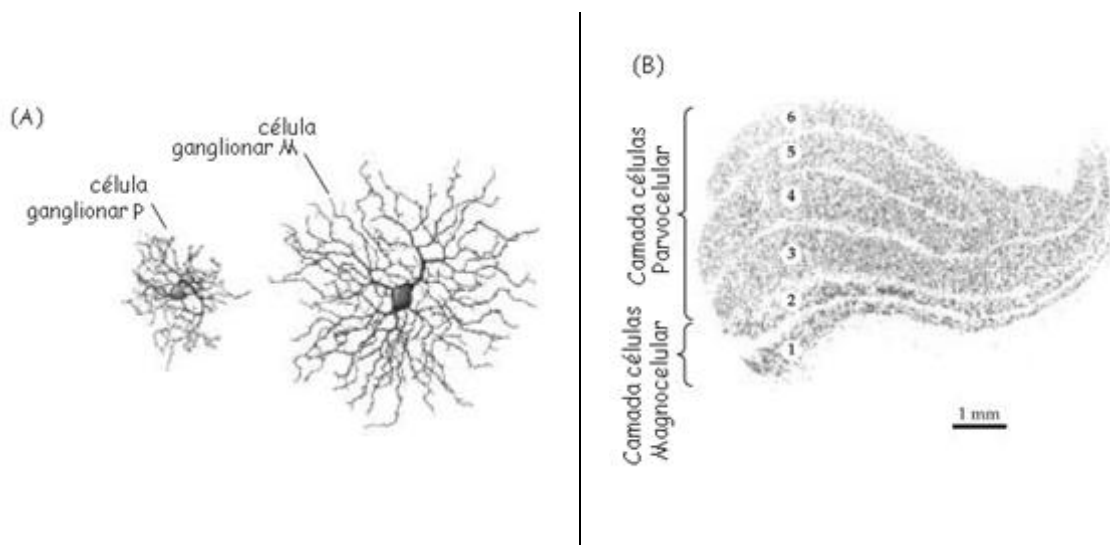 (A)
célula
ganglionar M
célula
ganglionar P
(B)
Camada células
Parvocelular
Camada células
Magnocelular
6
5
4
3
2
1
1 mm